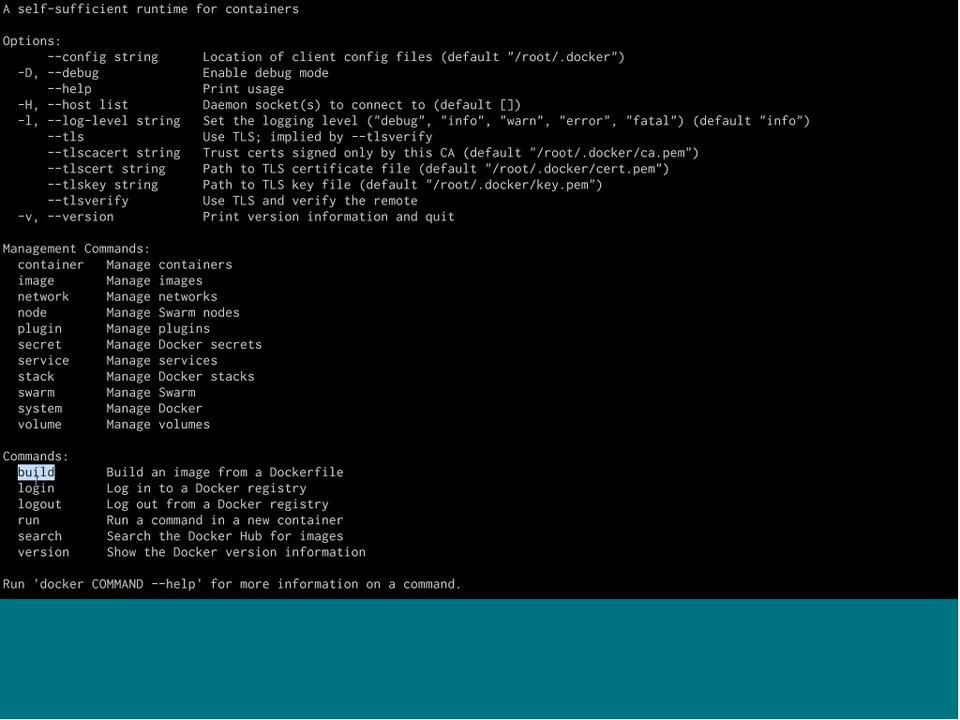 A self-sufficient runtime for containers
Options:
--config string Location of client config files (default "/root/.docker")
-D, --debug Enable debug mode
--help Print usage
-H, --host list Daemon socket(s) to connect to (default [])
-l, --log-level string Set the logging level ("debug", "info", "warn", "error", "fatal") (default "info")
--tls Use TLS; implied by --tlsverify
--tlscacert string Trust certs signed only by this CA (default "/root/.docker/ca.pem")
--tlscert string Path to TLS certificate file (default "/root/.docker/cert.pem")
--tlskey string Path to TLS key file (default "/root/.docker/key.pem")
--tlsverify Use TLS and verify the remote
-v, --version Print version information and quit
Management Commands:
container Manage containers
image Manage images
network Manage networks
node Manage Swarm nodes
plugin Manage plugins
secret Manage Docker secrets
service Manage services
stack Manage Docker stacks
swarm Manage Swarm
system Manage Docker
volume Manage volumes
Commands:
build Build an image from a Dockerfile
login Log in to a Docker registry
logout Log out from a Docker registry
run Run a command in a new container
search Search the Docker Hub for images
version Show the Docker version information
Run 'docker COMMAND --help' for more information on a command.